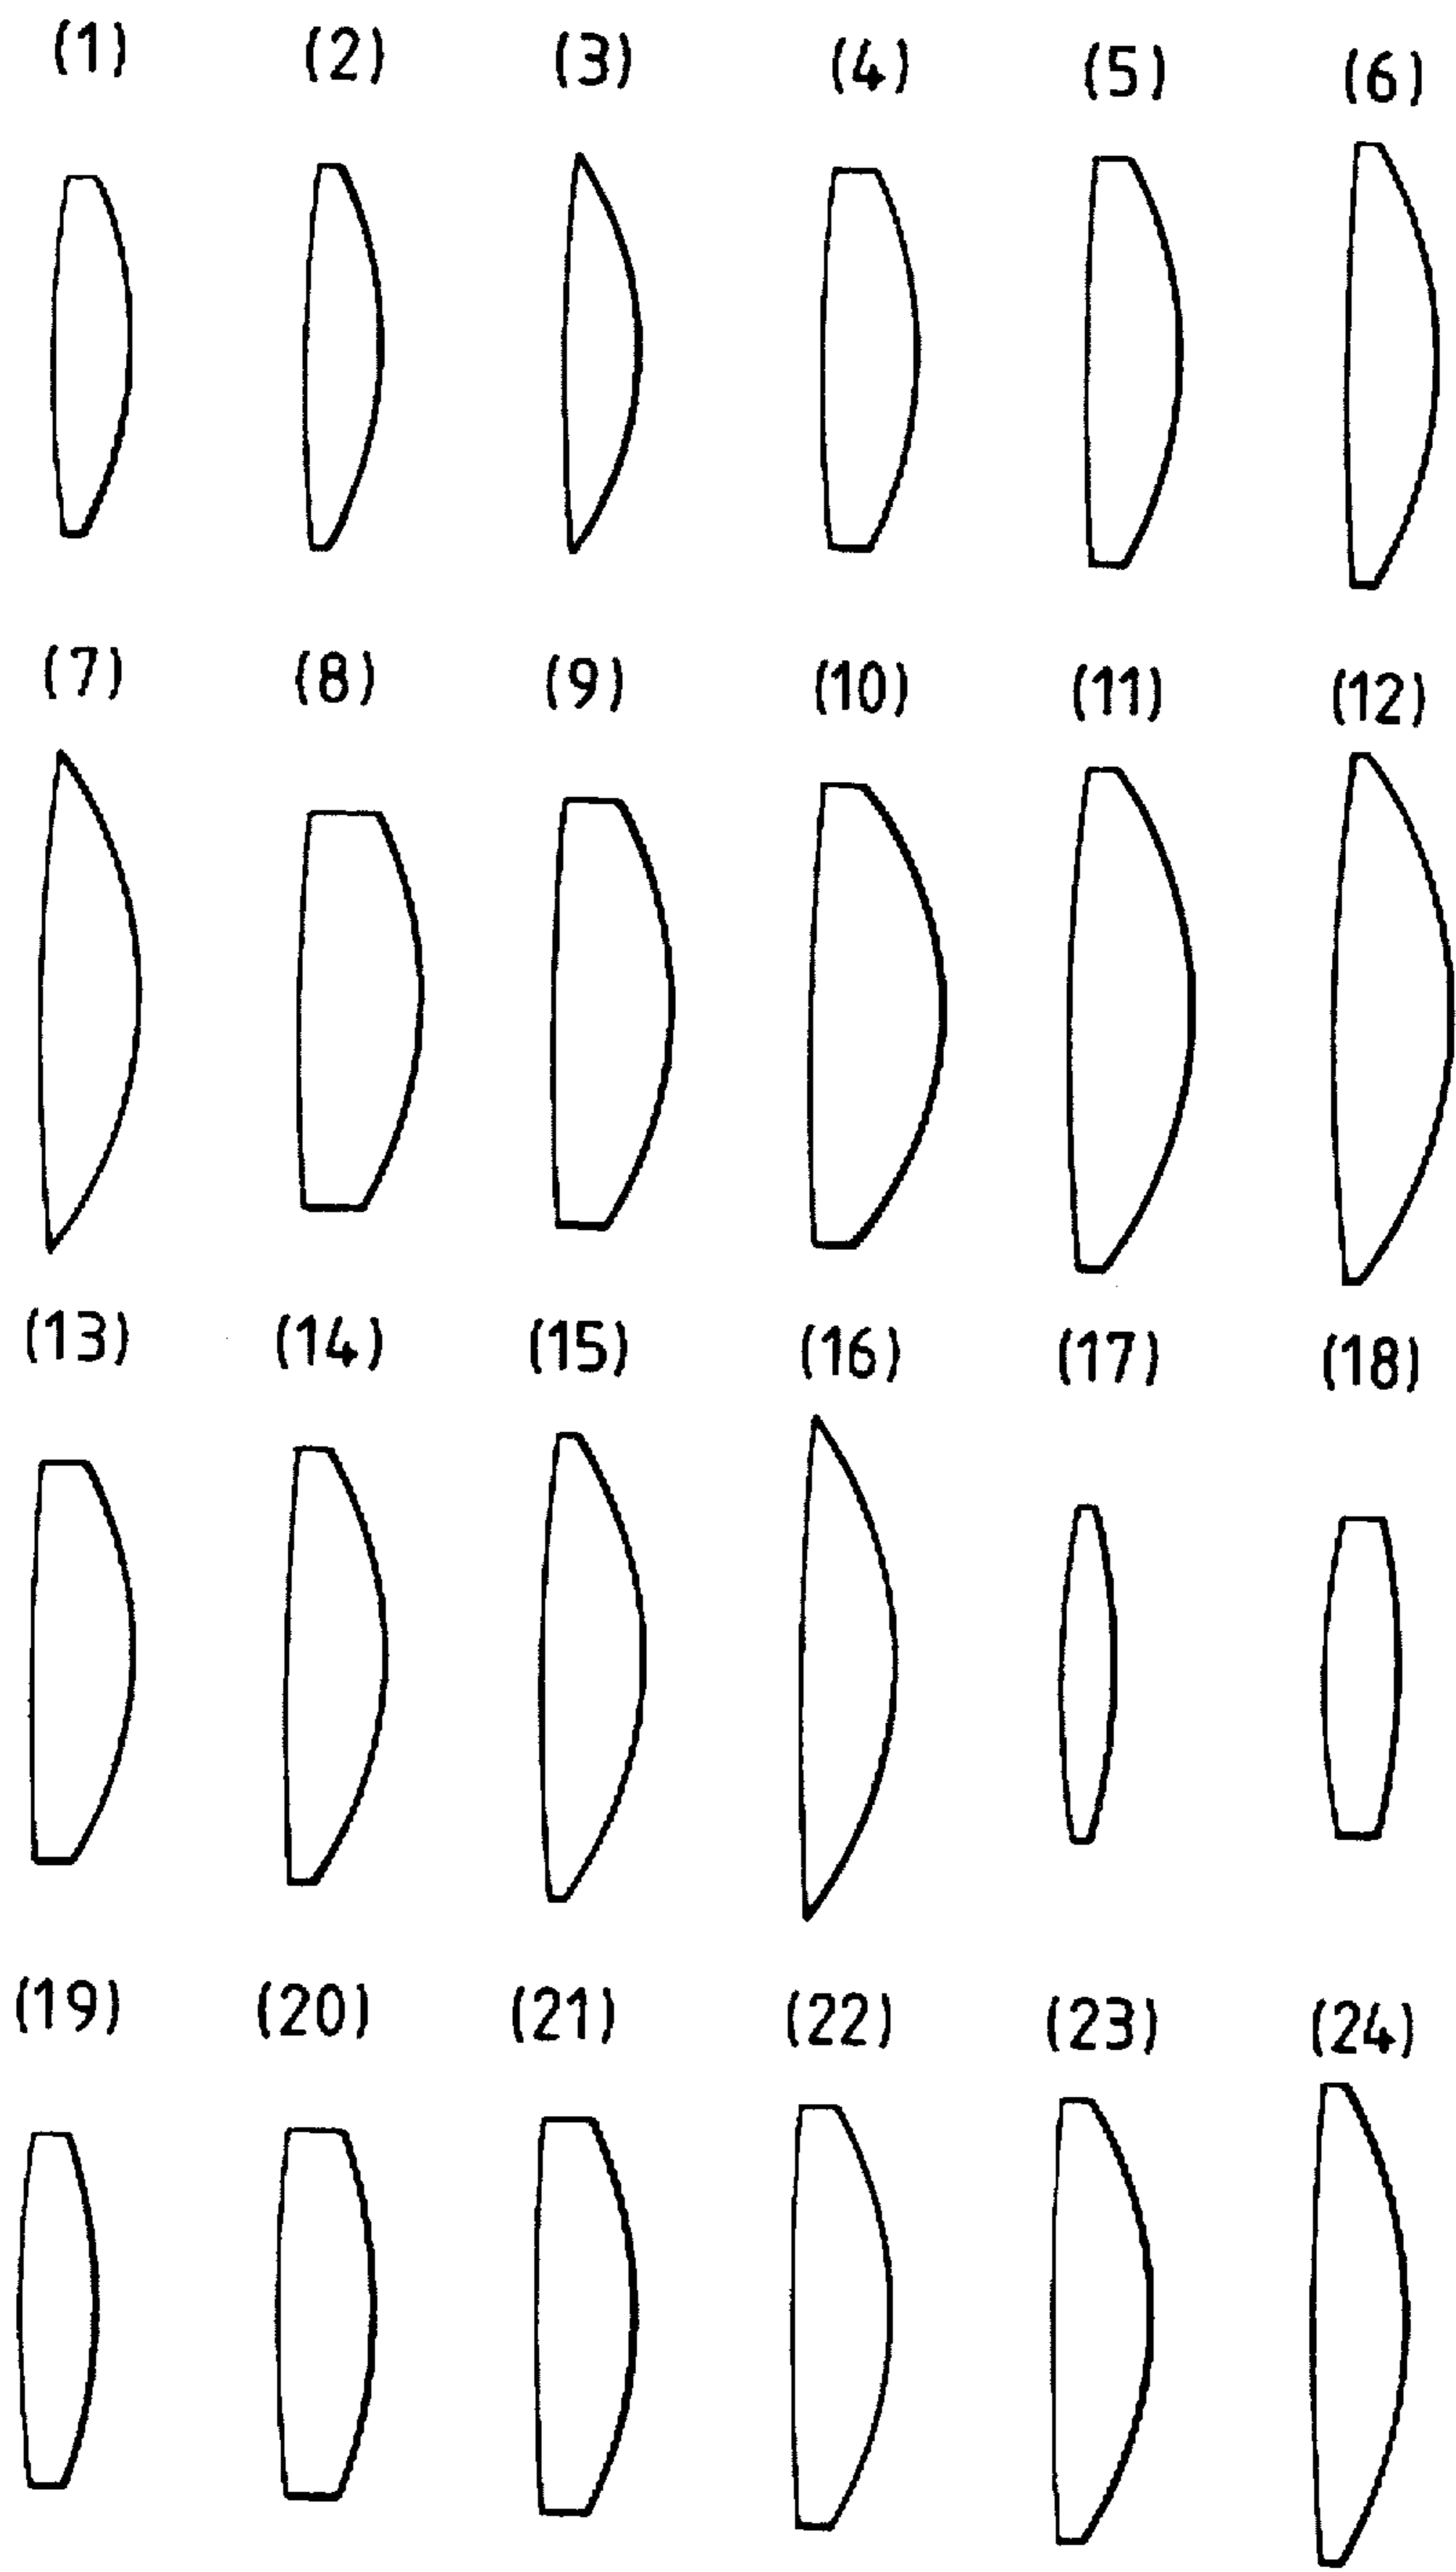 (1) (2) (3) (4) (5) (6)
(7) (8) (9) (10) (11) (12)
(13) (14) (15) (16) (17) (18)
(19) (20) (21) (22) (23) (24)